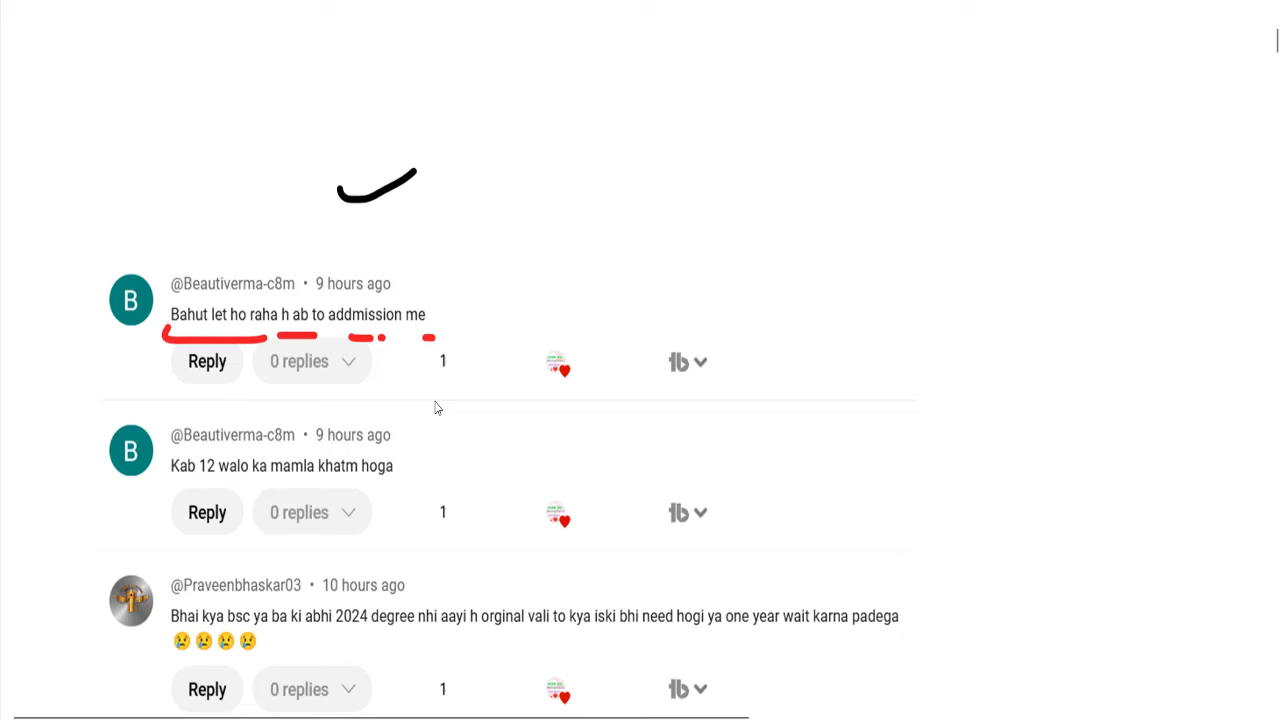 @Beautiverma-c8m • 9 hours ago
Bahut let ho raha h ab to addmission me
Reply 0 replies 1
@Beautiverma-c8m • 9 hours ago
Kab 12 walo ka mamla khatm hoga
Reply 0 replies 1
@Praveenbhaskar03 • 10 hours ago
Bhai kya bsc ya ba ki abhi 2024 degree nhi aayi h orginal vali to kya iski bhi need hogi ya one year wait karna padega
😢 😢 😢 😢
Reply 0 replies 1